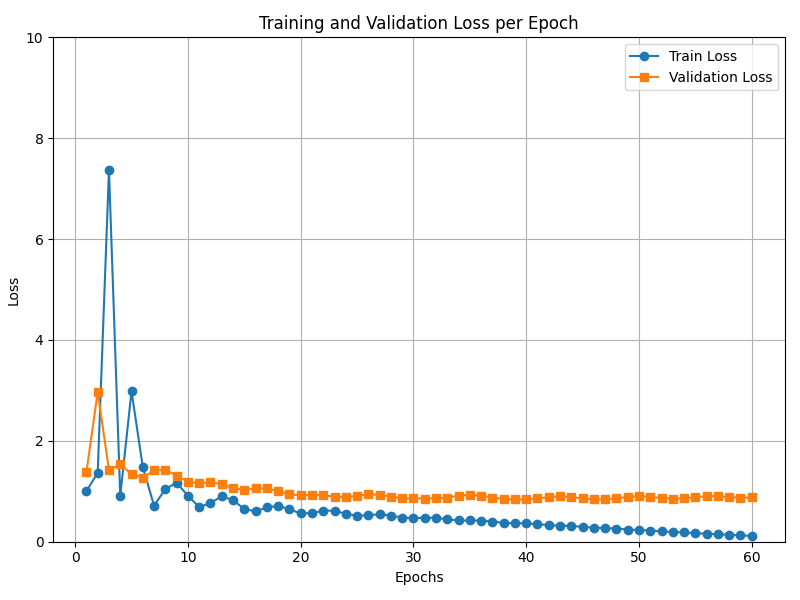 Training and Validation Loss per Epoch
Train Loss
Validation Loss
10
8
6
4
2
0
Loss
0 10 20 30 40 50 60
Epochs